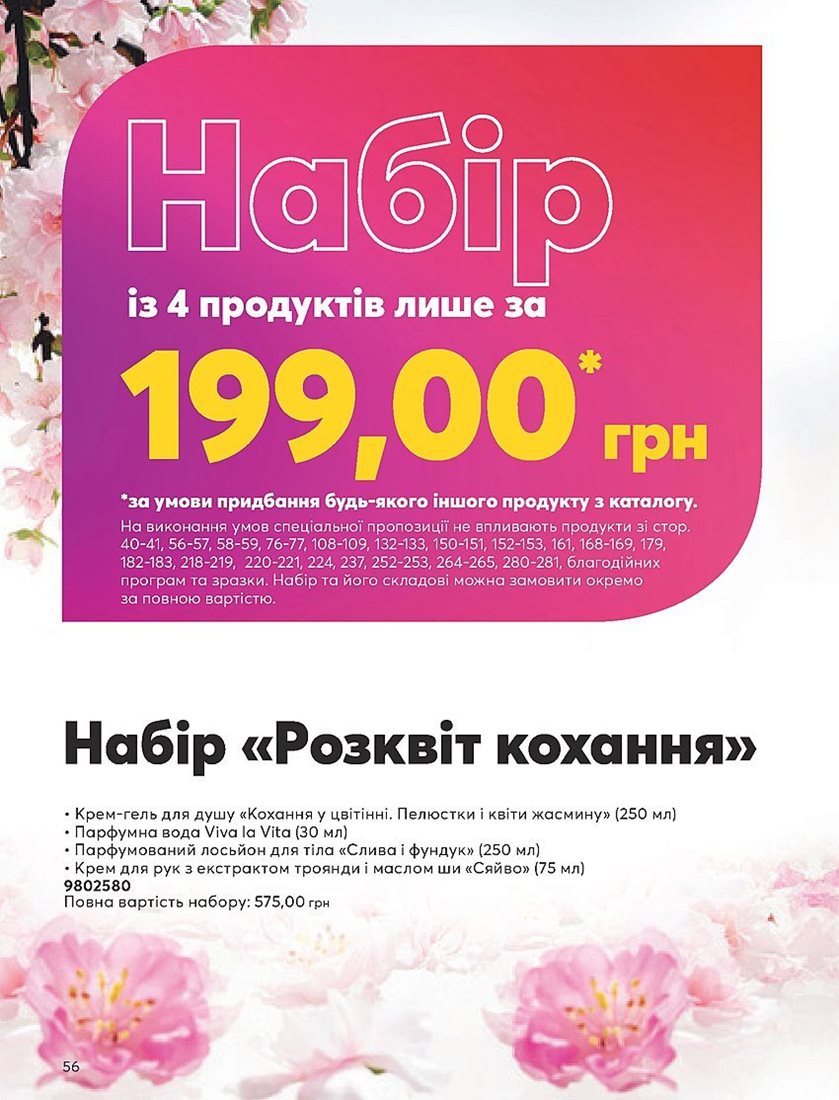 Набір
із 4 продуктів лише за
199,00* грн
*за умови придбання будь-якого іншого продукту з каталогу.
На виконання умов спеціальної пропозиції не впливають продукти зі стор.
40-41, 56-57, 58-59, 76-77, 108-109, 132-133, 150-151, 152-153, 161, 168-169, 179,
182-183, 218-219, 220-221, 224, 237, 252-253, 264-265, 280-281, благодійних
програм та зразки. Набір та його складові можна замовити окремо
за повною вартістю.
Набір «Розквіт кохання»
• Крем-гель для душу «Кохання у цвітінні. Пелюстки і квіти жасмину» (250 мл)
• Парфумна вода Viva la Vita (30 мл)
• Парфумований лосьйон для тіла «Слива і фундук» (250 мл)
• Крем для рук з екстрактом троянди і маслом ши «Сяйво» (75 мл)
9802580
Повна вартість набору: 575,00 грн
56